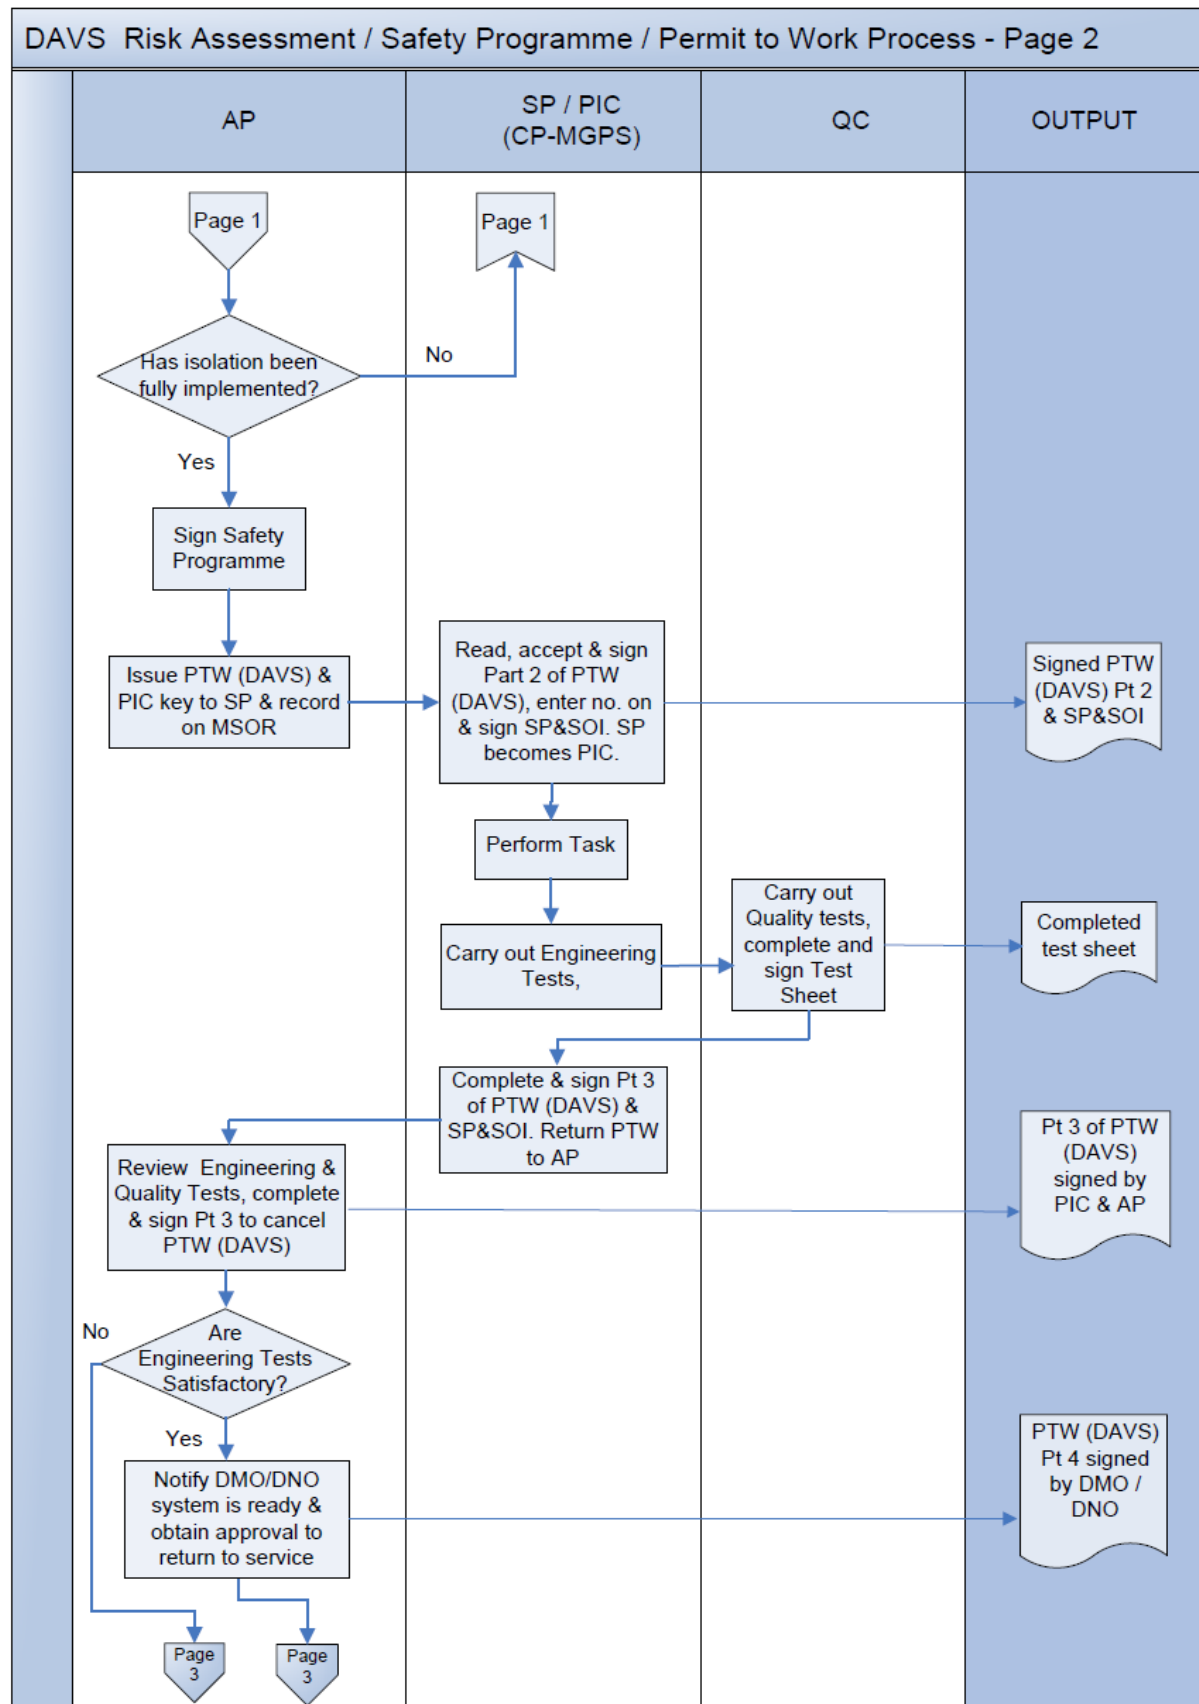 DAVS Risk Assessment / Safety Programme / Permit to Work Process - Page 2
AP
SP / PIC
(CP-MGPS)
QC
OUTPUT
Page 1
Page 1
Has isolation been
fully implemented?
No
Yes
Sign Safety
Programme
Issue PTW (DAVS) &
PIC key to SP & record
on MSOR
Read, accept & sign
Part 2 of PTW
(DAVS), enter no. on
& sign SP&SOI. SP
becomes PIC.
Signed PTW
(DAVS) Pt 2
& SP&SOI
Perform Task
Carry out Engineering
Tests,
Carry out
Quality tests,
complete and
sign Test
Sheet
Completed
test sheet
Complete & sign Pt 3
of PTW (DAVS) &
SP&SOI. Return PTW
to AP
Review Engineering &
Quality Tests, complete
& sign Pt 3 to cancel
PTW (DAVS)
Pt 3 of PTW
(DAVS)
signed by
PIC & AP
No
Are
Engineering Tests
Satisfactory?
Yes
Notify DMO/DNO
system is ready &
obtain approval to
return to service
PTW (DAVS)
Pt 4 signed
by DMO /
DNO
Page
3
Page
3